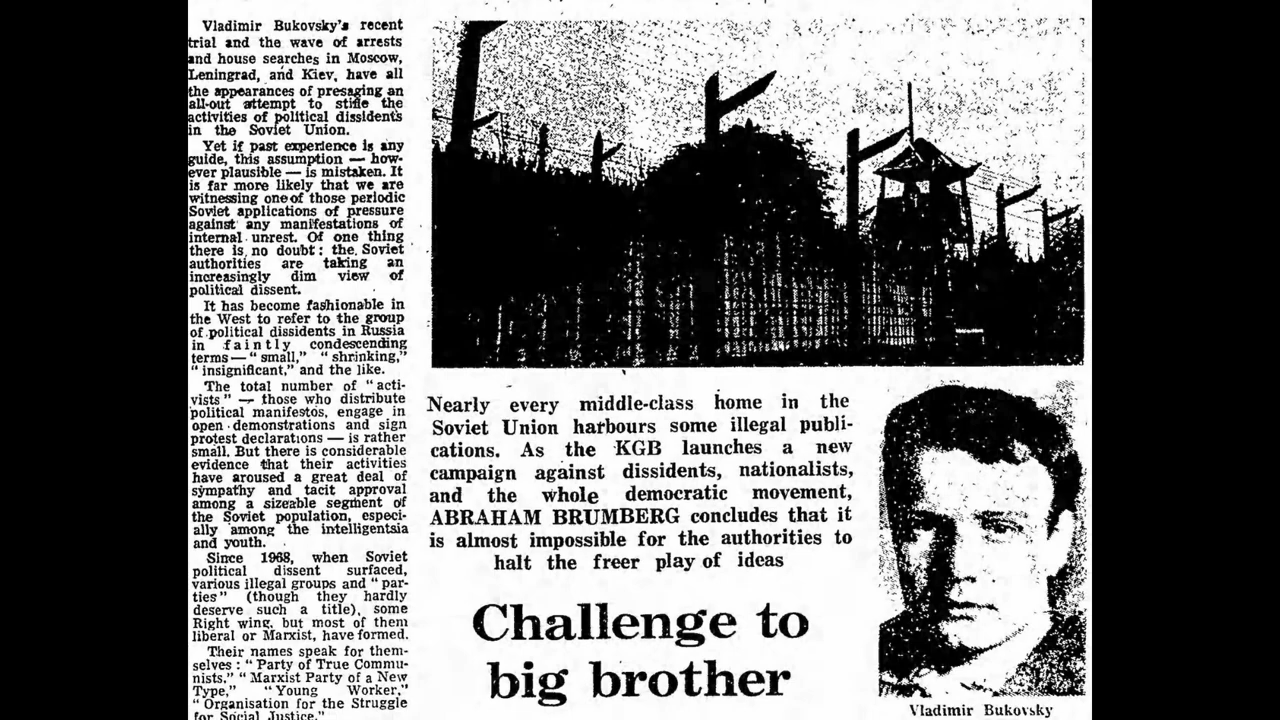 Vladimir Bukovsky's recent
trial and the wave of arrests
and house searches in Moscow,
Leningrad, and Kiev, have all
the appearances of presaging an
all-out attempt to stifle the
activities of political dissidents
in the Soviet Union.
Yet if past experience is any
guide, this assumption — how-
ever plausible — is mistaken. It
is far more likely that we are
witnessing one of those periodic
Soviet applications of pressure
against any manifestations of
internal unrest. Of one thing
there is no doubt : the Soviet
authorities are taking an
increasingly dim view of
political dissent.
It has become fashionable in
the West to refer to the group
of political dissidents in Russia
in faintly condescending
terms — “ small,” “ shrinking,”
“ insignificant,” and the like.
The total number of “ acti-
vists ” — those who distribute
political manifestos, engage in
open demonstrations and sign
protest declarations — is rather
small. But there is considerable
evidence that their activities
have aroused a great deal of
sympathy and tacit approval
among a sizeable segment of
the Soviet population, especi-
ally among the intelligentsia
and youth.
Since 1968, when Soviet
political dissent surfaced,
various illegal groups and “ par-
ties ” (though they hardly
deserve such a title), some
Right wing, but most of them
liberal or Marxist, have formed.
Their names speak for them-
selves : “ Party of True Commu-
nists,” “ Marxist Party of a New
Type,” “ Young Worker,”
“ Organisation for the Struggle
for Social Justice.”
Nearly every middle-class home in the
Soviet Union harbours some illegal publi-
cations. As the KGB launches a new
campaign against dissidents, nationalists,
and the whole democratic movement,
ABRAHAM BRUMBERG concludes that it
is almost impossible for the authorities to
halt the freer play of ideas
Challenge to
big brother
Vladimir Bukovsky